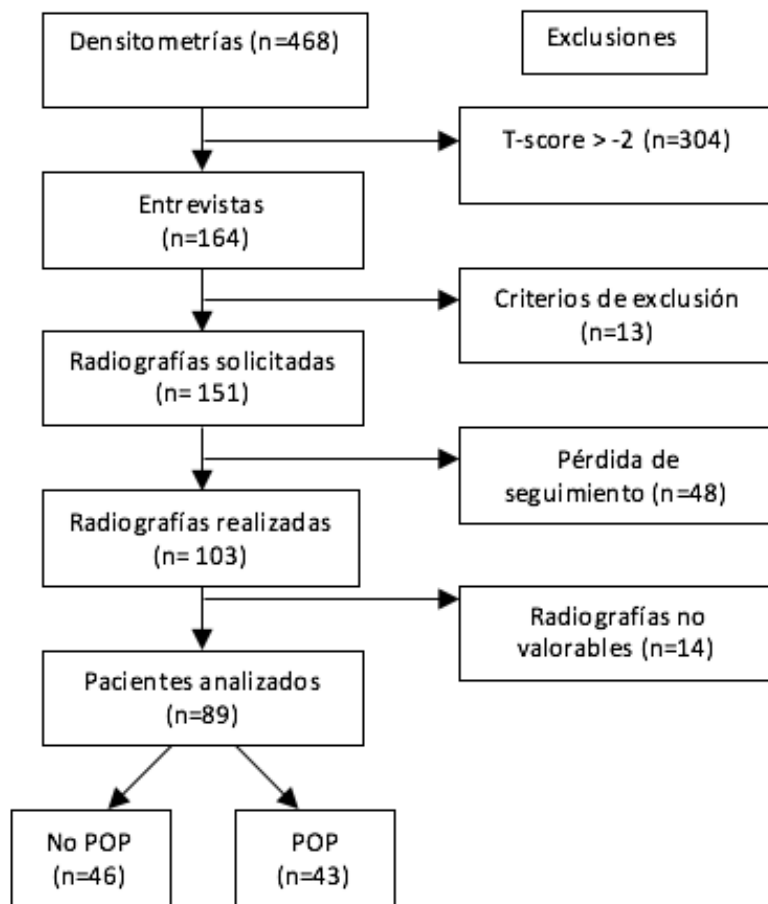 Densitometrías (n=468)
Exclusiones
T-score > -2 (n=304)
Entrevistas
(n=164)
Criterios de exclusión
(n=13)
Radiografías solicitadas
(n= 151)
Pérdida de
seguimiento (n=48)
Radiografías realizadas
(n= 103)
Radiografías no
valorables (n=14)
Pacientes analizados
(n=89)
No POP
(n=46)
POP
(n=43)